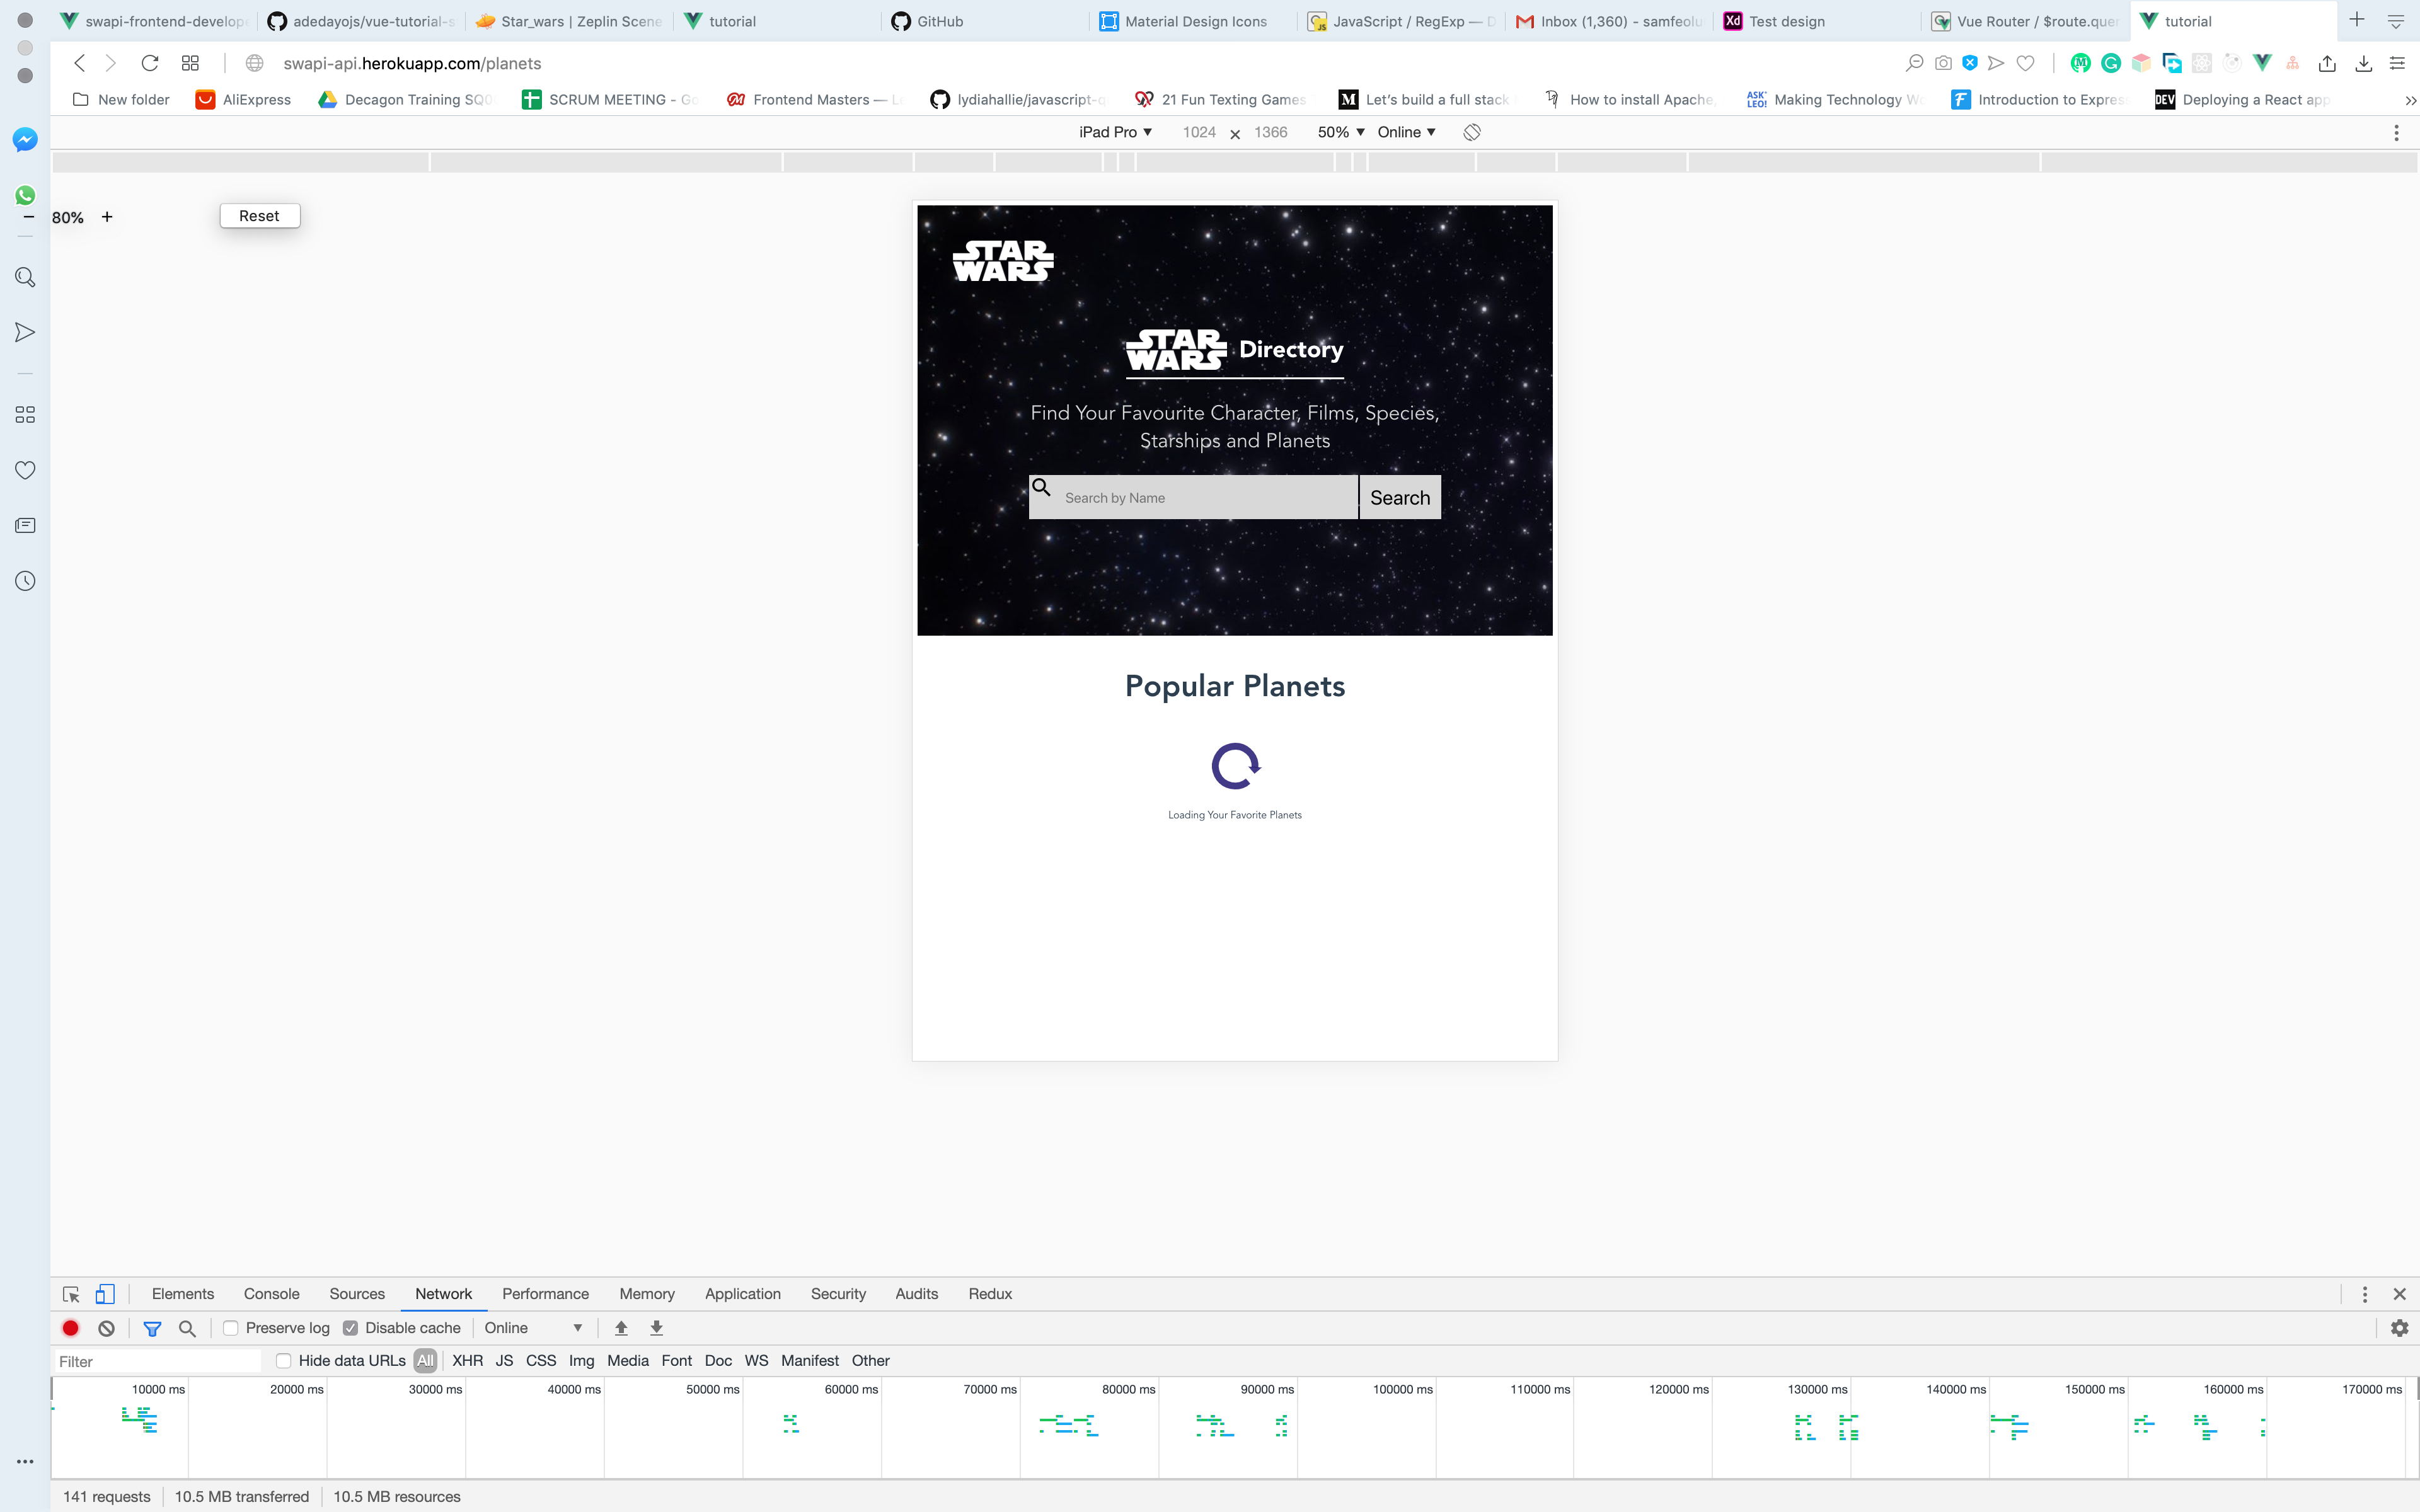 swapi-frontend-develop
adedayojs/vue-tutorial-s
Star_wars | Zeplin Scene
tutorial
GitHub
Material Design Icons
JavaScript / RegExp — D
Inbox (1,360) - samfeolu
Test design
Vue Router / $route.quer
tutorial
swapi-api.herokuapp.com/planets
New folder
AliExpress
Decagon Training SQ0
SCRUM MEETING - Go
Frontend Masters — L
lydiahallie/javascript-q
21 Fun Texting Games
Let's build a full stack
How to install Apache,
ASK LEO!
Making Technology Wo
Introduction to Expres
DEV
Deploying a React app
iPad Pro ▼ 1024 × 1366 50% ▼ Online ▼
− 80% + Reset
STAR
WARS
STAR
WARS Directory
Find Your Favourite Character, Films, Species,
Starships and Planets
Search by Name
Search
Popular Planets
Loading Your Favorite Planets
Elements Console Sources Network Performance Memory Application Security Audits Redux
Preserve log Disable cache Online ▼
Filter Hide data URLs All XHR JS CSS Img Media Font Doc WS Manifest Other
10000 ms 20000 ms 30000 ms 40000 ms 50000 ms 60000 ms 70000 ms 80000 ms 90000 ms 100000 ms 110000 ms 120000 ms 130000 ms 140000 ms 150000 ms 160000 ms 170000 ms
141 requests 10.5 MB transferred 10.5 MB resources